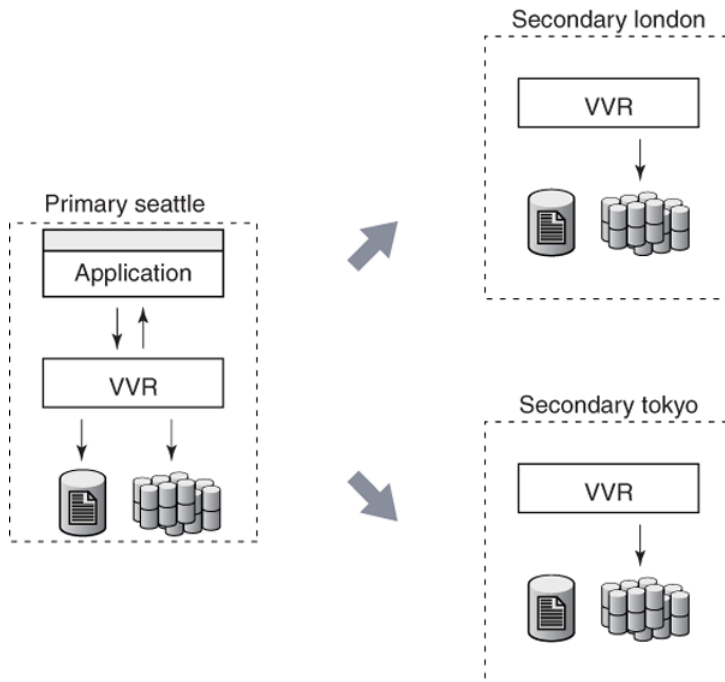 Secondary london
VVR
Primary seattle
Application
VVR
Secondary tokyo
VVR